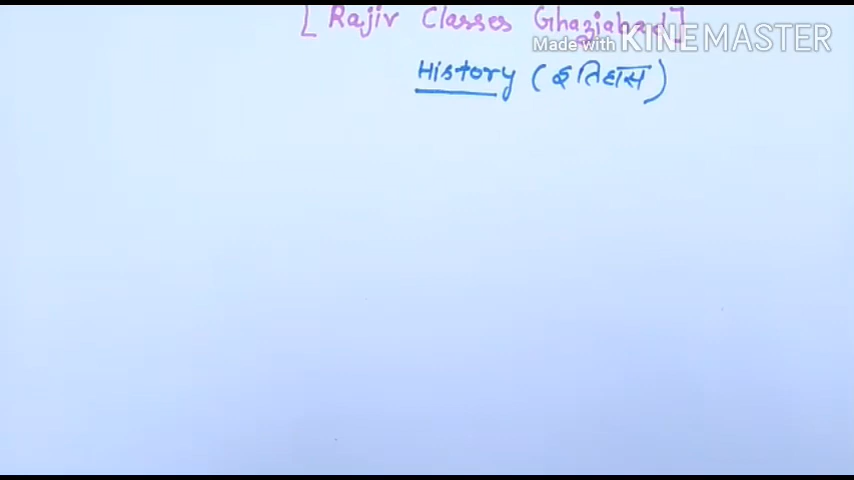 [ Rajiv Classes Ghaziabad ]
Made with KINEMASTER
History (इतिहास)